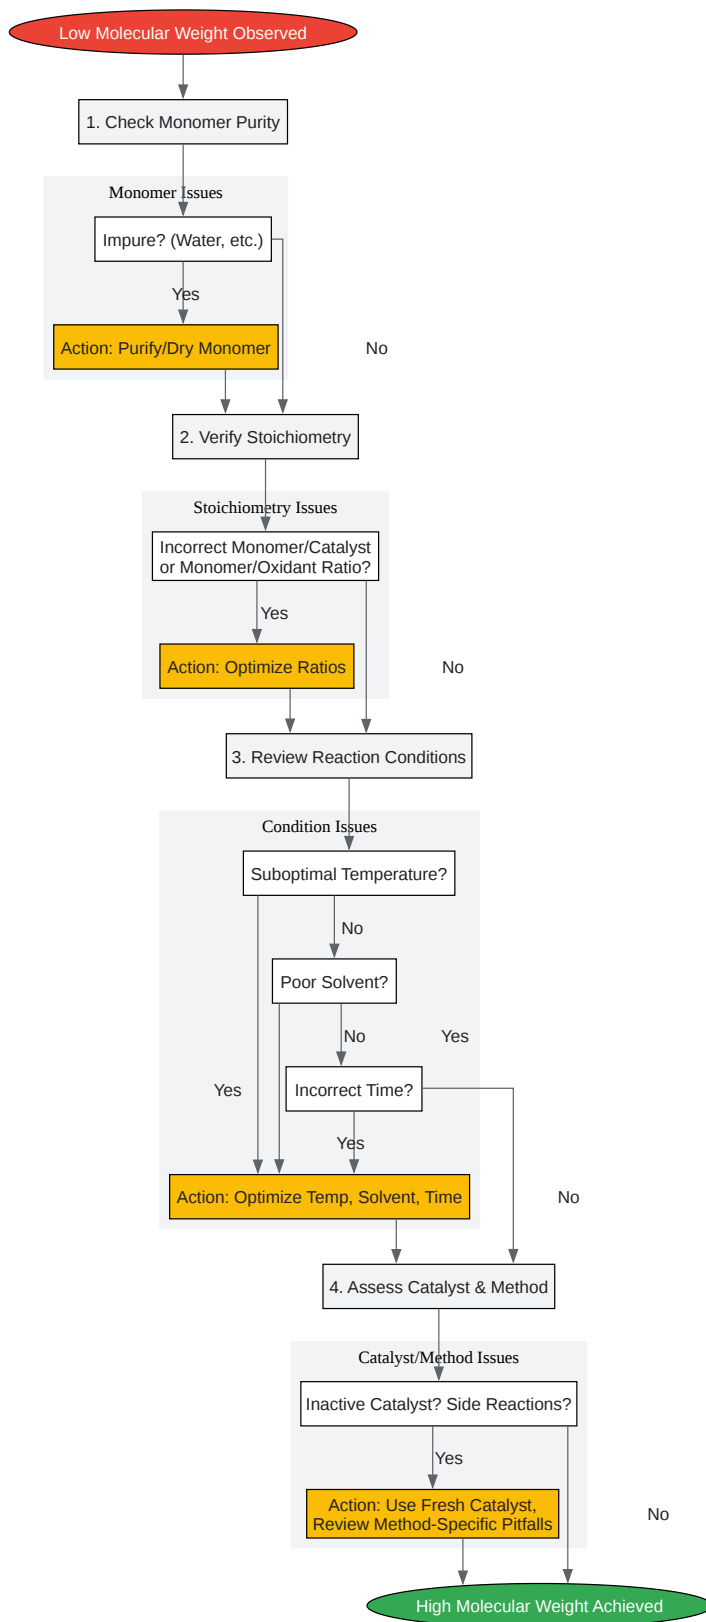 Low Molecular Weight Observed
1. Check Monomer Purity
Monomer Issues
Impure? (Water, etc.)
Yes
Action: Purify/Dry Monomer
No
2. Verify Stoichiometry
Stoichiometry Issues
Incorrect Monomer/Catalyst
or Monomer/Oxidant Ratio?
Yes
Action: Optimize Ratios
No
3. Review Reaction Conditions
Condition Issues
Suboptimal Temperature?
No
Poor Solvent?
No
Yes
Yes
Incorrect Time?
Yes
Action: Optimize Temp, Solvent, Time
No
4. Assess Catalyst & Method
Catalyst/Method Issues
Inactive Catalyst? Side Reactions?
Yes
Action: Use Fresh Catalyst,
Review Method-Specific Pitfalls
No
High Molecular Weight Achieved